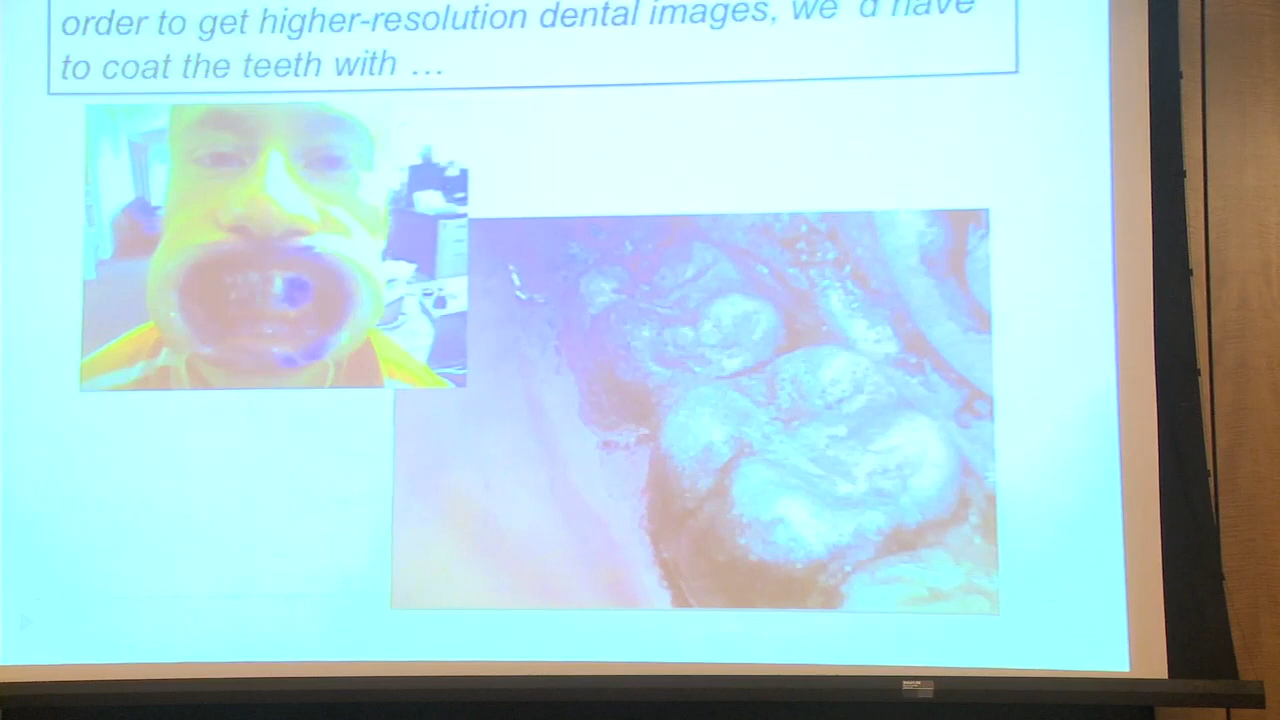 order to get higher-resolution dental images, we'd have
to coat the teeth with ...